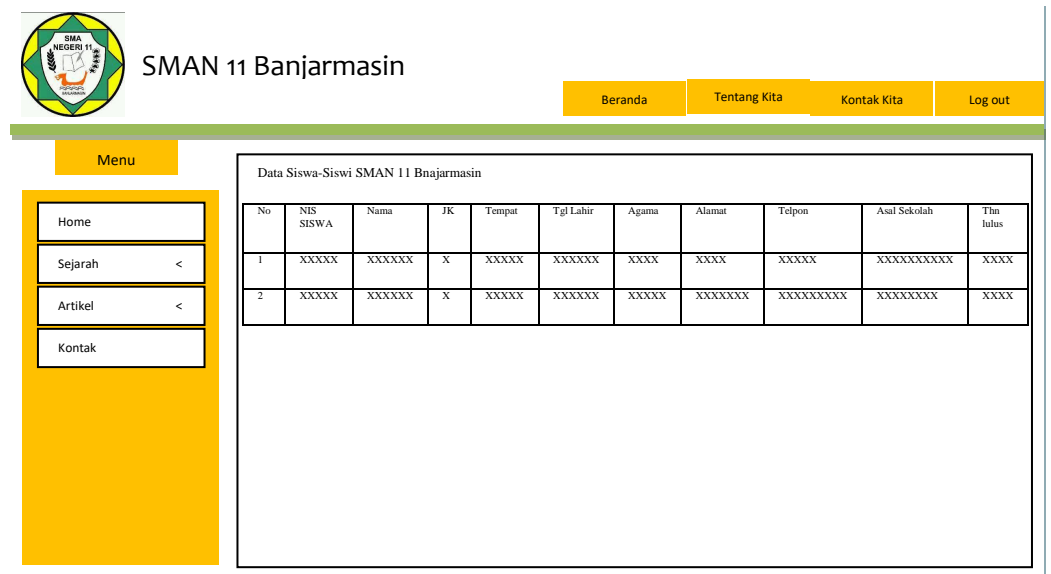 SMA
NEGERI 11
BANJARMASIN
SMAN 11 Banjarmasin
Beranda Tentang Kita Kontak Kita Log out
Menu
Home
Sejarah <
Artikel <
Kontak
Data Siswa-Siswi SMAN 11 Bnajarmasin
No NIS SISWA Nama JK Tempat Tgl Lahir Agama Alamat Telpon Asal Sekolah Thn lulus
1 XXXXX XXXXXX X XXXXX XXXXXX XXXX XXXX XXXXX XXXXXXXXXX XXXX
2 XXXXX XXXXXX X XXXXX XXXXXX XXXXX XXXXXXX XXXXXXXXX XXXXXXXX XXXX